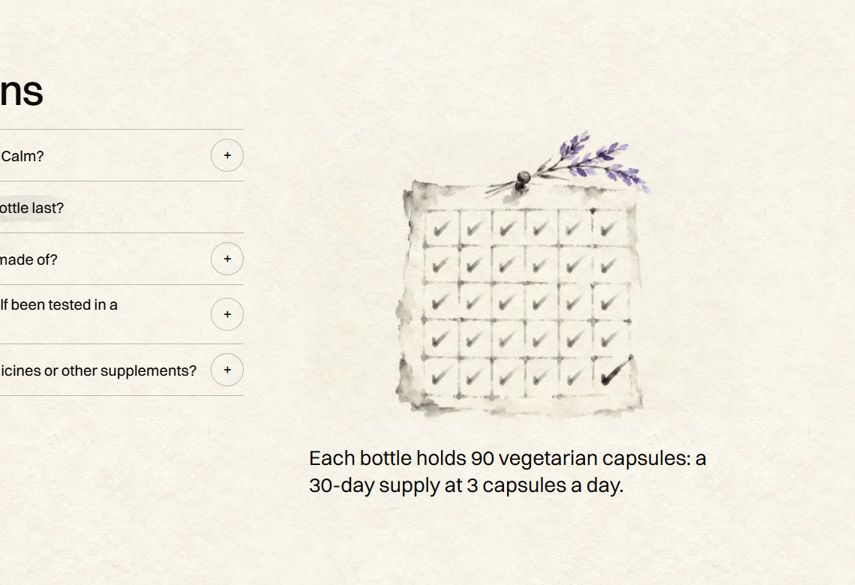 ns
Calm?
+
ottle last?
made of?
+
lf been tested in a
+
icines or other supplements?
+
Each bottle holds 90 vegetarian capsules: a
30-day supply at 3 capsules a day.